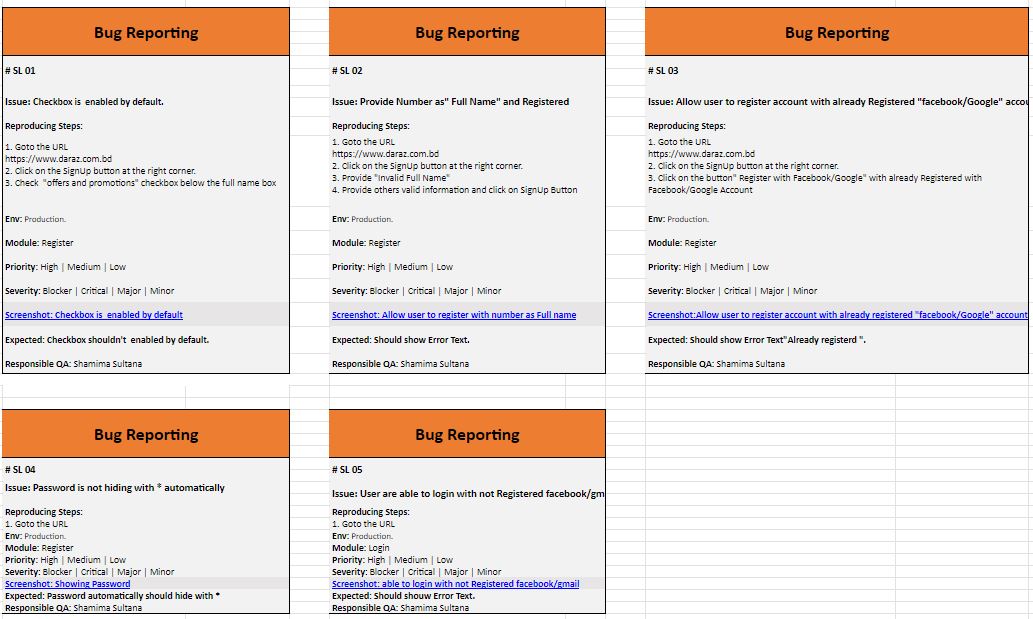 Bug Reporting
# SL 01
Issue: Checkbox is  enabled by default.
Reproducing Steps:
1. Goto the URL
https://www.daraz.com.bd
2. Click on the SignUp button at the right corner.
3. Check  "offers and promotions" checkbox below the full name box
Env: Production.
Module: Register
Priority: High | Medium | Low
Severity: Blocker | Critical | Major | Minor
Screenshot: Checkbox is  enabled by default
Expected: Checkbox shouldn't  enabled by default.
Responsible QA: Shamima Sultana
Bug Reporting
# SL 02
Issue: Provide Number as" Full Name" and Registered
Reproducing Steps:
1. Goto the URL
https://www.daraz.com.bd
2. Click on the SignUp button at the right corner.
3. Provide "Invalid Full Name"
4. Provide others valid information and click on SignUp Button
Env: Production.
Module: Register
Priority: High | Medium | Low
Severity: Blocker | Critical | Major | Minor
Screenshot: Allow user to register with number as Full name
Expected: Should show Error Text.
Responsible QA: Shamima Sultana
Bug Reporting
# SL 03
Issue: Allow user to register account with already Registered "facebook/Google" accou
Reproducing Steps:
1. Goto the URL
https://www.daraz.com.bd
2. Click on the SignUp button at the right corner.
3. Click on the button" Register with Facebook/Google" with already Registered with
Facebook/Google Account
Env: Production.
Module: Register
Priority: High | Medium | Low
Severity: Blocker | Critical | Major | Minor
Screenshot:Allow user to register account with already registered "facebook/Google" account
Expected: Should show Error Text"Already registerd ".
Responsible QA: Shamima Sultana
Bug Reporting
# SL 04
Issue: Password is not hiding with * automatically
Reproducing Steps:
1. Goto the URL
Env: Production.
Module: Register
Priority: High | Medium | Low
Severity: Blocker | Critical | Major | Minor
Screenshot: Showing Password
Expected: Password automatically should hide with *
Responsible QA: Shamima Sultana
Bug Reporting
# SL 05
Issue: User are able to login with not Registered facebook/gm
Reproducing Steps:
1. Goto the URL
Env: Production.
Module: Login
Priority: High | Medium | Low
Severity: Blocker | Critical | Major | Minor
Screenshot: able to login with not Registered facebook/gmail
Expected: Should shouw Error Text.
Responsible QA: Shamima Sultana